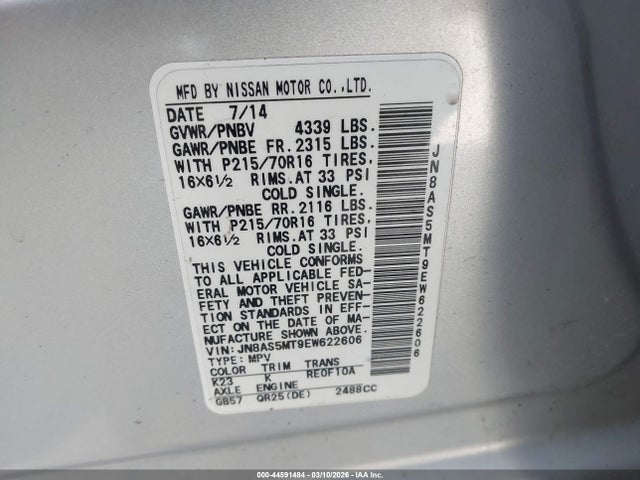 MFD BY NISSAN MOTOR CO.,LTD.
DATE 7/14
GVWR/PNBV 4339 LBS.
GAWR/PNBE FR. 2315 LBS.
WITH P215/70R16 TIRES,
16X6½ RIMS.AT 33 PSI
COLD SINGLE.
GAWR/PNBE RR. 2116 LBS.
WITH P215/70R16 TIRES,
16X6½ RIMS.AT 33 PSI
COLD SINGLE.
THIS VEHICLE CONFORMS
TO ALL APPLICABLE FED-
ERAL MOTOR VEHICLE SA-
FETY AND THEFT PREVEN-
TION STANDARDS IN EFF-
ECT ON THE DATE OF MA-
NUFACTURE SHOWN ABOVE.
VIN: JN8AS5MT9EW622606
TYPE: MPV
COLOR TRIM TRANS
K23 K RE0F10A
AXLE ENGINE
GB57 QR25(DE) 2488CC
JN8AS5MT9EW622606
000-44591484 - 03/10/2026 - IAA Inc.